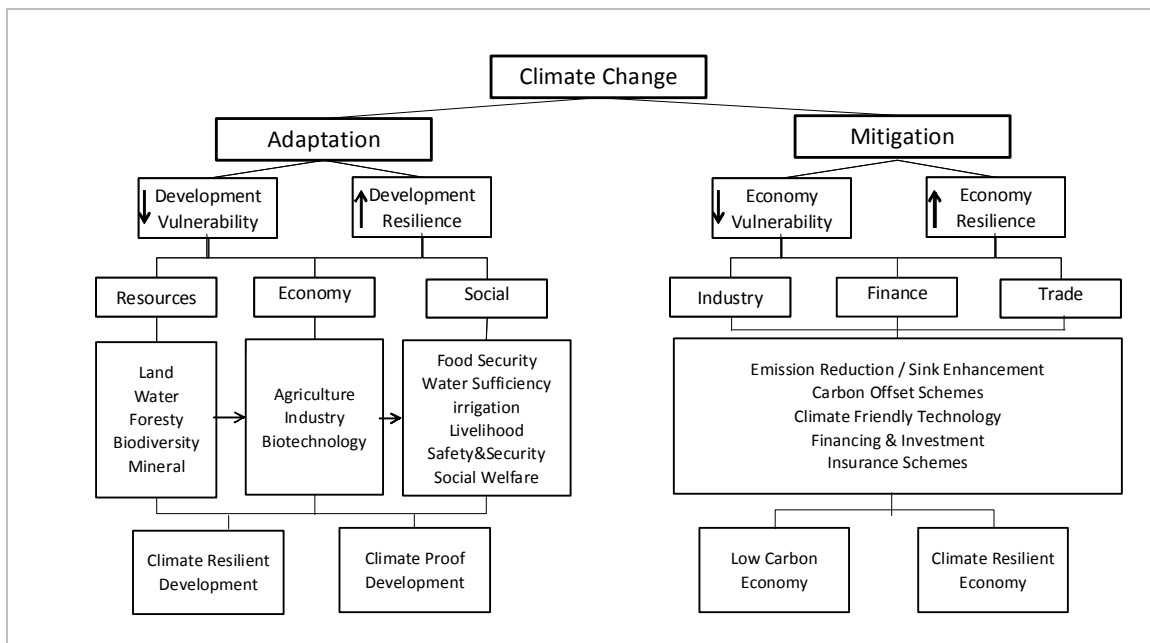 Climate Change
Adaptation
Mitigation
Development
Vulnerability
Development
Resilience
Economy
Vulnerability
Economy
Resilience
Resources
Economy
Social
Industry
Finance
Trade
Land
Water
Foresty
Biodiversity
Mineral
Agriculture
Industry
Biotechnology
Food Security
Water Sufficiency
irrigation
Livelihood
Safety&Security
Social Welfare
Emission Reduction / Sink Enhancement
Carbon Offset Schemes
Climate Friendly Technology
Financing & Investment
Insurance Schemes
Climate Resilient
Development
Climate Proof
Development
Low Carbon
Economy
Climate Resilient
Economy